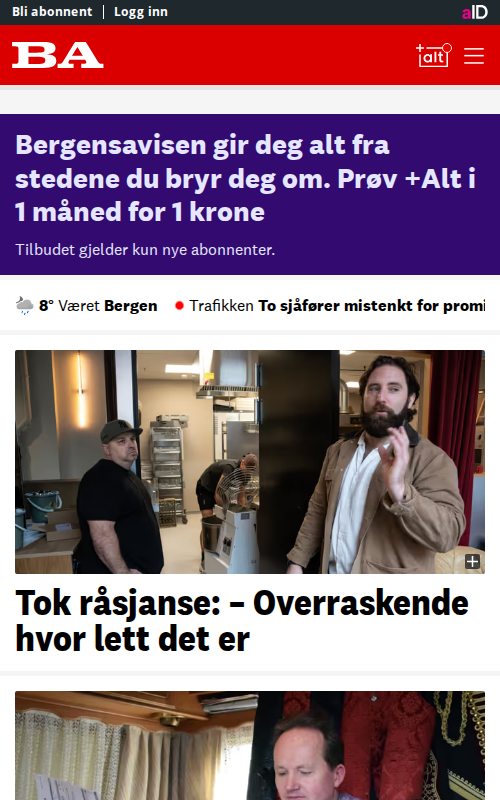 Bli abonnent | Logg inn
aID
BA
+alt
Bergensavisen gir deg alt fra
stedene du bryr deg om. Prøv +Alt i
1 måned for 1 krone
Tilbudet gjelder kun nye abonnenter.
8° Været Bergen
Trafikken To sjåfører mistenkt for promi
Tok råsjanse: – Overraskende
hvor lett det er